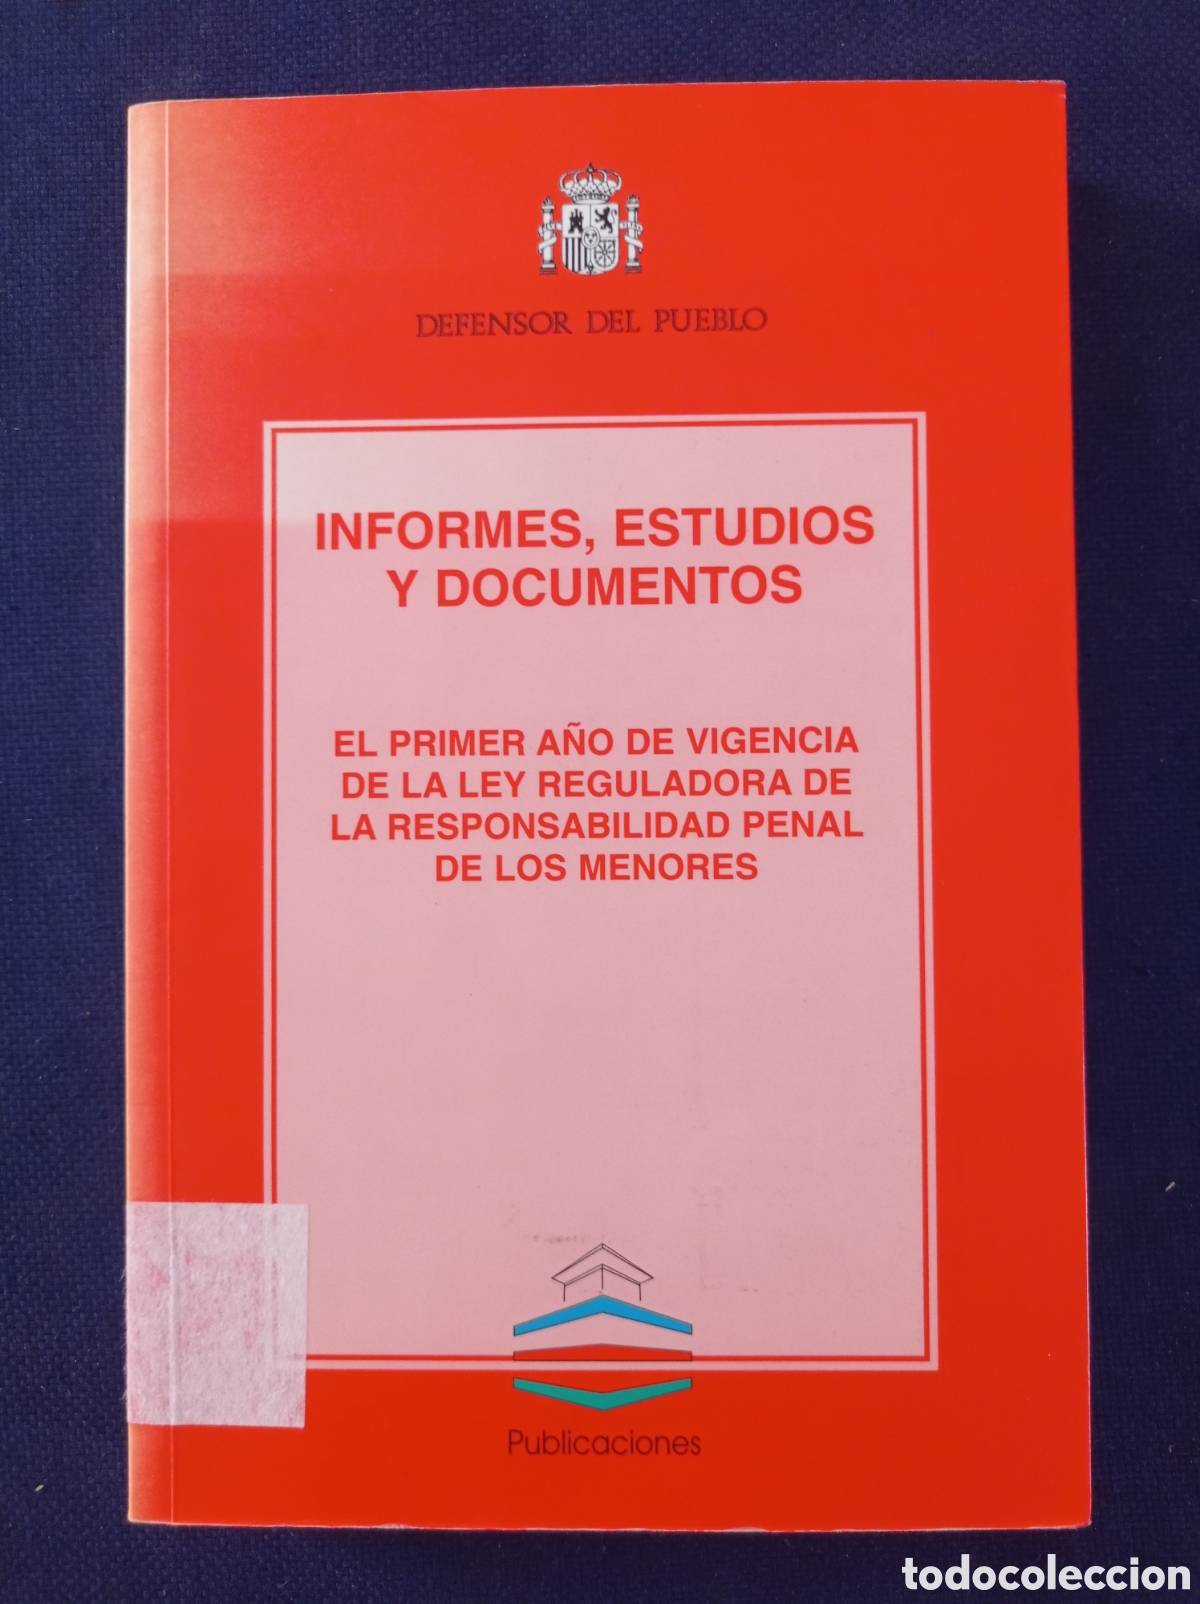 DEFENSOR DEL PUEBLO
INFORMES, ESTUDIOS
Y DOCUMENTOS
EL PRIMER AÑO DE VIGENCIA
DE LA LEY REGULADORA DE
LA RESPONSABILIDAD PENAL
DE LOS MENORES
Publicaciones
todocoleccion